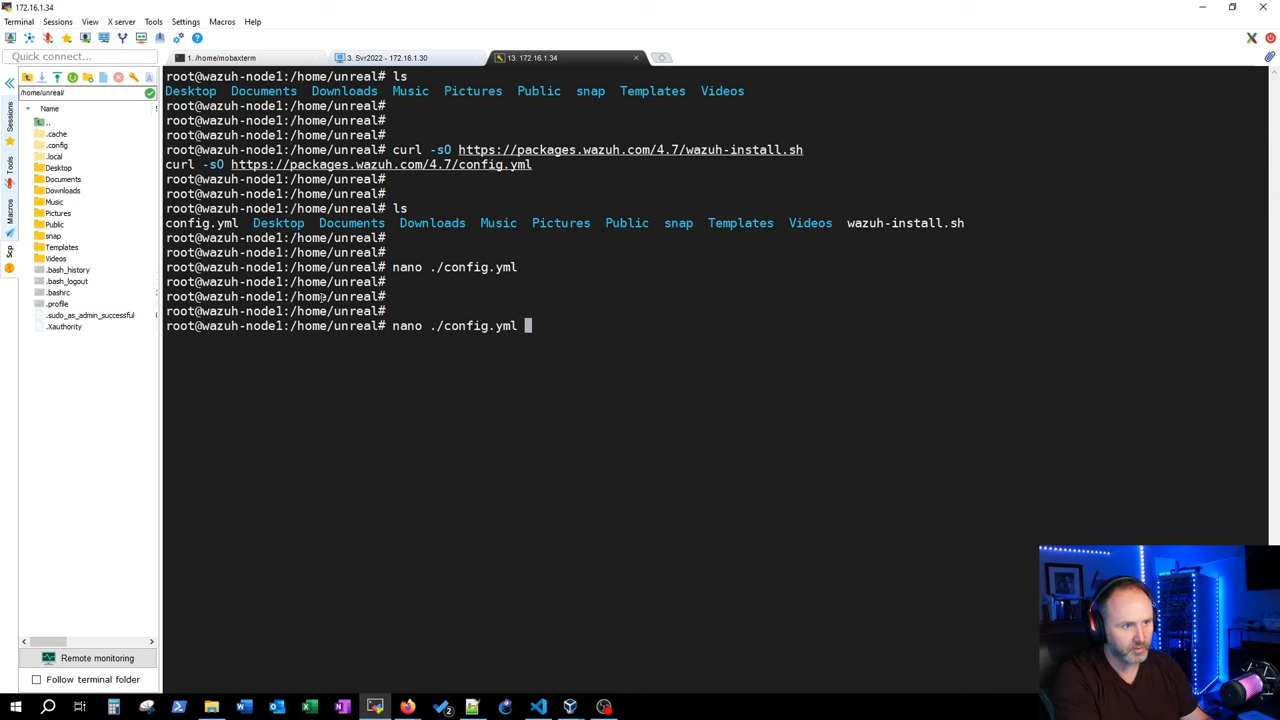 172.16.1.34
Terminal Sessions View X server Tools Settings Macros Help
Quick connect...
1. /home/mobaxterm
3. Svr2022 - 172.16.1.30
13. 172.16.1.34
/home/unreal/
Name
..
.cache
.config
.local
Desktop
Documents
Downloads
Music
Pictures
Public
snap
Templates
Videos
.bash_history
.bash_logout
.bashrc
.profile
.sudo_as_admin_successful
.Xauthority
Sessions
Tools
Macros
Scp
Remote monitoring
Follow terminal folder
root@wazuh-node1:/home/unreal# ls
Desktop Documents Downloads Music Pictures Public snap Templates Videos
root@wazuh-node1:/home/unreal#
root@wazuh-node1:/home/unreal#
root@wazuh-node1:/home/unreal#
root@wazuh-node1:/home/unreal# curl -sO https://packages.wazuh.com/4.7/wazuh-install.sh
curl -sO https://packages.wazuh.com/4.7/config.yml
root@wazuh-node1:/home/unreal#
root@wazuh-node1:/home/unreal#
root@wazuh-node1:/home/unreal# ls
config.yml Desktop Documents Downloads Music Pictures Public snap Templates Videos wazuh-install.sh
root@wazuh-node1:/home/unreal#
root@wazuh-node1:/home/unreal#
root@wazuh-node1:/home/unreal# nano ./config.yml
root@wazuh-node1:/home/unreal#
root@wazuh-node1:/home/unreal#
root@wazuh-node1:/home/unreal#
root@wazuh-node1:/home/unreal# nano ./config.yml